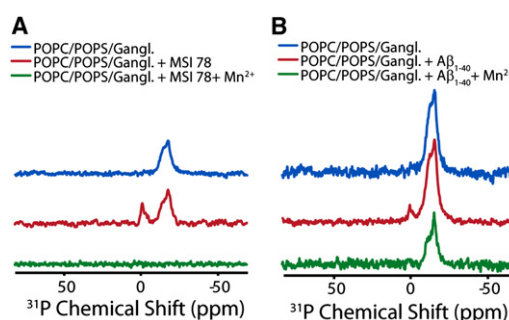 A
POPC/POPS/Gangl.
POPC/POPS/Gangl. + MSI 78
POPC/POPS/Gangl. + MSI 78+ Mn²⁺
50 0 -50
³¹P Chemical Shift (ppm)
B
POPC/POPS/Gangl.
POPC/POPS/Gangl. + Aβ₁₋₄₀
POPC/POPS/Gangl. + Aβ₁₋₄₀+ Mn²
50 0 -50
³¹P Chemical Shift (ppm)